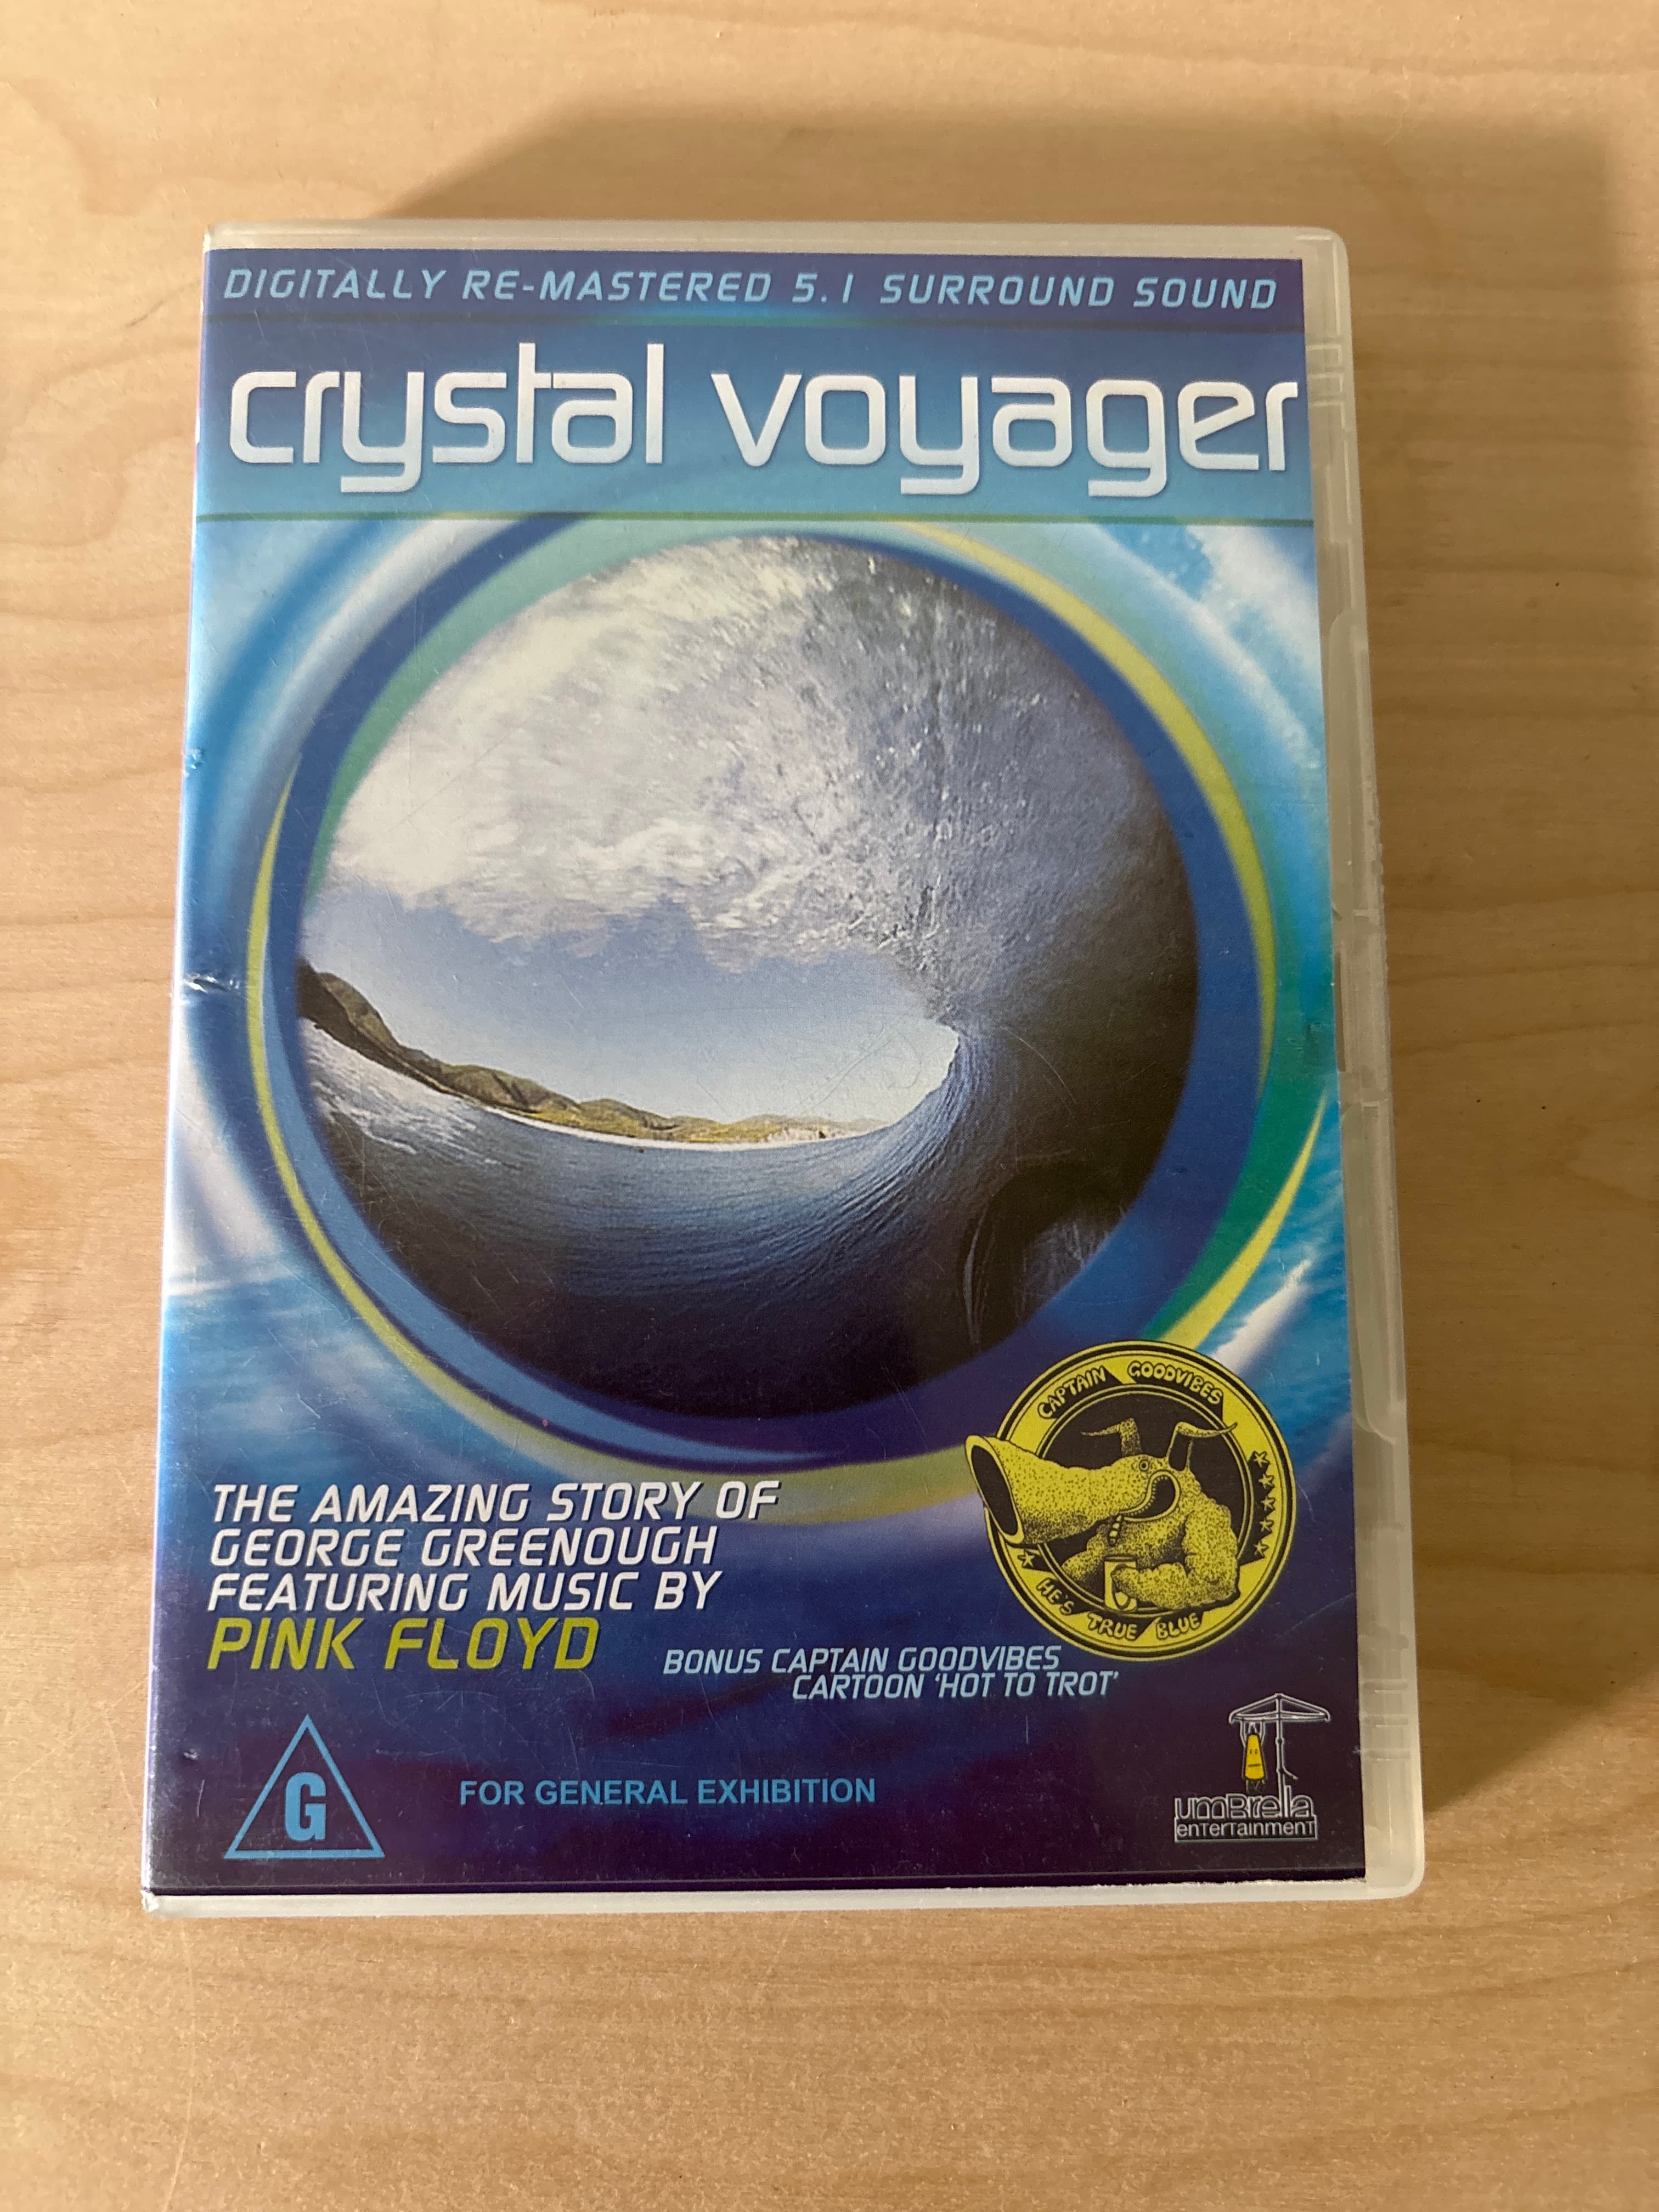 DIGITALLY RE-MASTERED 5.1 SURROUND SOUND
crystal voyager
CAPTAIN GOODVIBES
HE'S TRUE BLUE
THE AMAZING STORY OF
GEORGE GREENOUGH
FEATURING MUSIC BY
PINK FLOYD
BONUS CAPTAIN GOODVIBES
CARTOON 'HOT TO TROT'
G
FOR GENERAL EXHIBITION
umBrella
enTerTainmenT